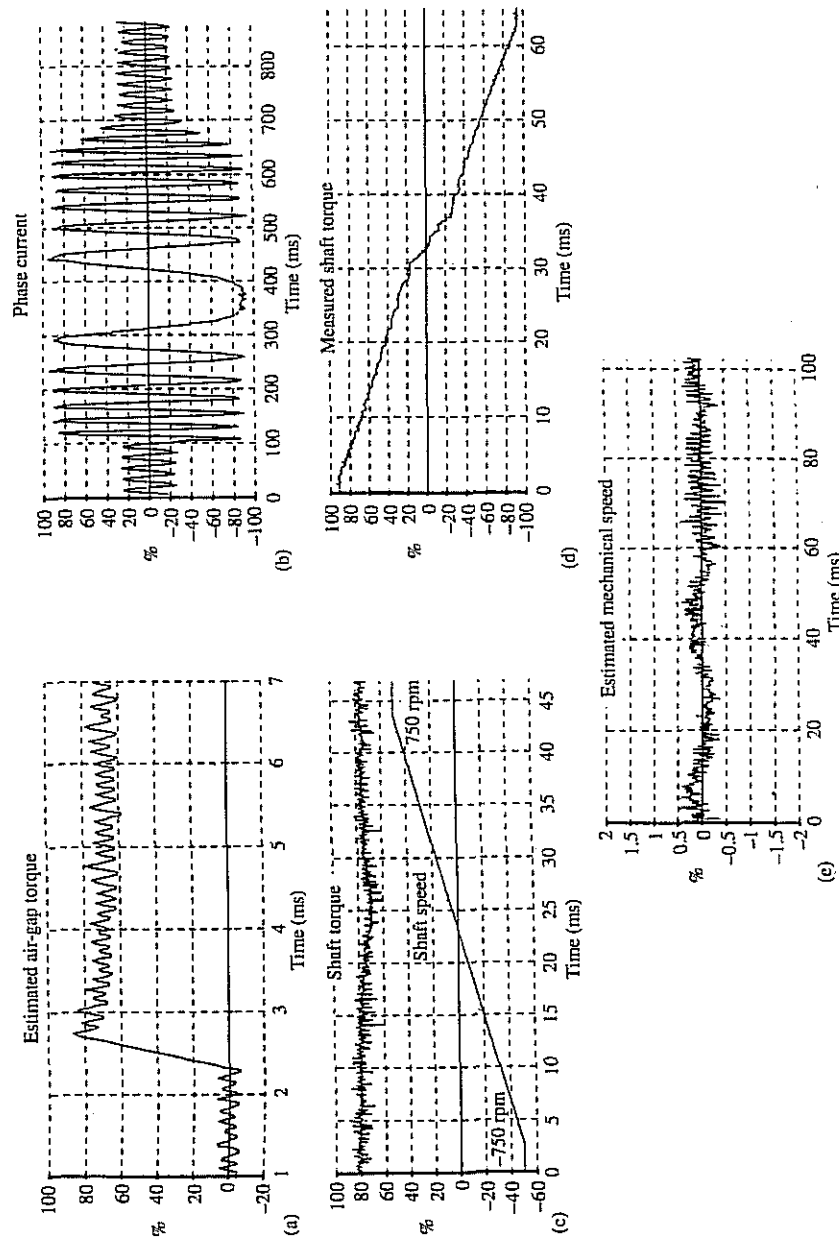 Estimated air-gap torque
100
80
60
40
20
0
−20
%
1 2 3 4 5 6 7
Time (ms)
(a)
Phase current
100
80
60
40
20
0
−20
−40
−60
−80
−100
%
0 100 200 300 400 500 600 700 800
Time (ms)
(b)
Shaft torque
Shaft speed
750 rpm
−750 rpm
100
80
60
40
20
0
−20
−40
−60
%
0 5 10 15 20 25 30 35 40 45
Time (ms)
(c)
Measured shaft torque
100
80
60
40
20
0
−20
−40
−60
−80
−100
%
0 10 20 30 40 50 60
Time (ms)
(d)
Estimated mechanical speed
2
1.5
1
0.5
0
−0.5
−1
−1.5
−2
%
0 20 40 60 80 100
Time (ms)
(e)